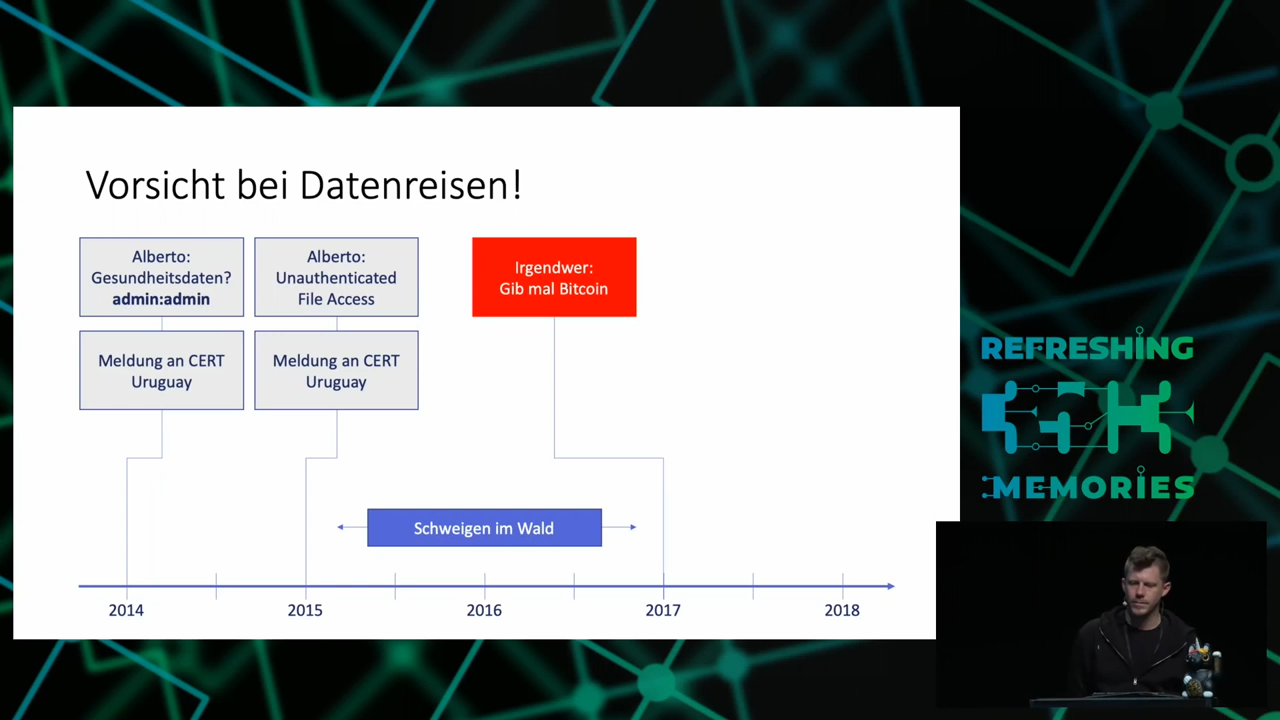 Vorsicht bei Datenreisen!
Alberto:
Gesundheitsdaten?
admin:admin
Alberto:
Unauthenticated
File Access
Irgendwer:
Gib mal Bitcoin
Meldung an CERT
Uruguay
Meldung an CERT
Uruguay
Schweigen im Wald
2014
2015
2016
2017
2018
REFRESHING
MEMORIES